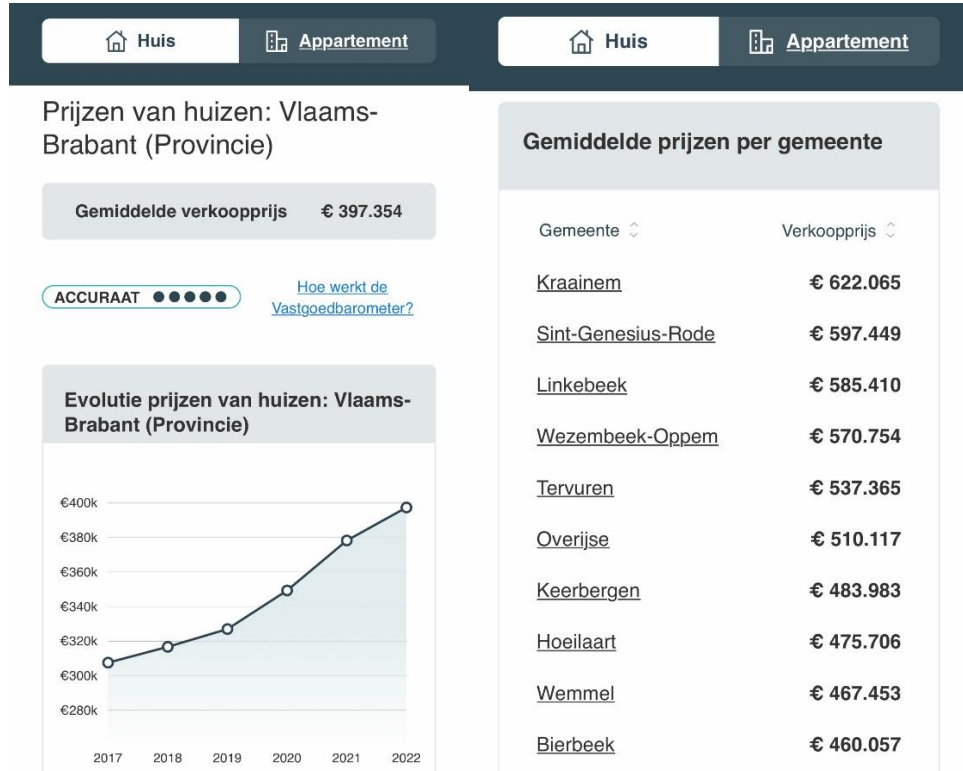 Huis Appartement
Prijzen van huizen: Vlaams-
Brabant (Provincie)
Gemiddelde verkoopprijs € 397.354
ACCURAAT
Hoe werkt de
Vastgoedbarometer?
Evolutie prijzen van huizen: Vlaams-
Brabant (Provincie)
€400k
€380k
€360k
€340k
€320k
€300k
€280k
2017 2018 2019 2020 2021 2022
Huis Appartement
Gemiddelde prijzen per gemeente
Gemeente Verkoopprijs
Kraainem € 622.065
Sint-Genesius-Rode € 597.449
Linkebeek € 585.410
Wezembeek-Oppem € 570.754
Tervuren € 537.365
Overijse € 510.117
Keerbergen € 483.983
Hoeilaart € 475.706
Wemmel € 467.453
Bierbeek € 460.057